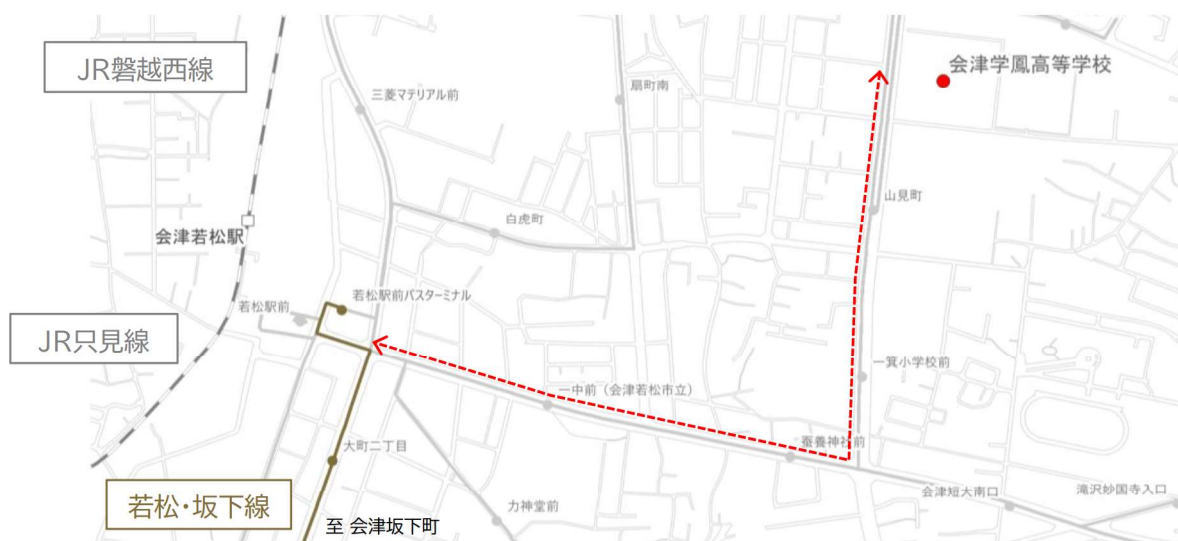 JR磐越西線
会津学鳳高等学校
三菱マテリアル前
扇町南
山見町
白虎町
会津若松駅
若松駅前バスターミナル
若松駅前
JR只見線
一箕小学校前
一中前（会津若松市立）
大町二丁目
蚕養神社前
会津短大南口
滝沢妙国寺入口
若松・坂下線
力神堂前
至 会津坂下町